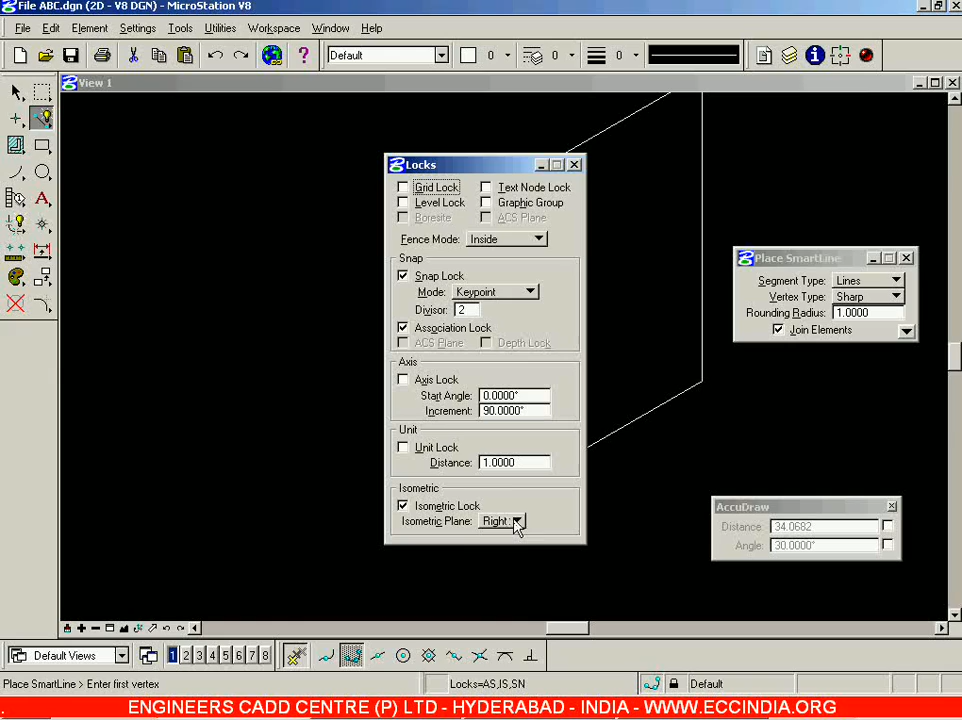 File ABC.dgn (2D - V8 DGN) - MicroStation V8
File Edit Element Settings Tools Utilities Workspace Window Help
Default 0 0 0
View 1
Locks
Grid Lock Text Node Lock
Level Lock Graphic Group
Boresite ACS Plane
Fence Mode: Inside
Snap
Snap Lock
Mode: Keypoint
Divisor: 2
Association Lock
ACS Plane Depth Lock
Axis
Axis Lock
Start Angle: 0.0000°
Increment: 90.0000°
Unit
Unit Lock
Distance: 1.0000
Isometric
Isometric Lock
Isometric Plane: Right
Place SmartLine
Segment Type: Lines
Vertex Type: Sharp
Rounding Radius: 1.0000
Join Elements
AccuDraw
Distance: 34.0682
Angle: 30.0000°
Default Views 1 2 3 4 5 6 7 8
Place SmartLine > Enter first vertex Locks=AS,IS,SN Default
. ENGINEERS CADD CENTRE (P) LTD - HYDERABAD - INDIA - WWW.ECCINDIA.ORG